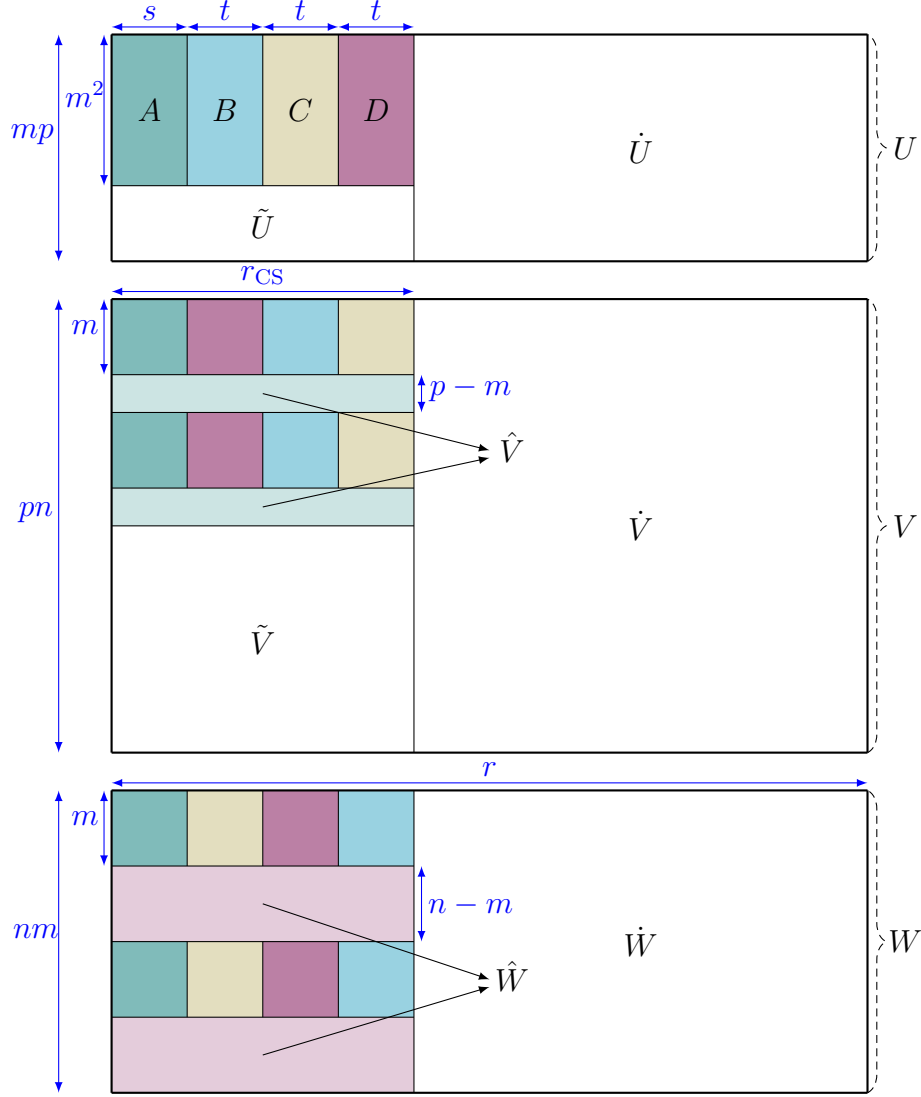 s t t t
m² A B C D
mp U̇ U
Ũ
r_CS
m
p − m
V̂
pn V̇ V
Ṽ
r
m
n − m
nm Ẇ W
Ŵ